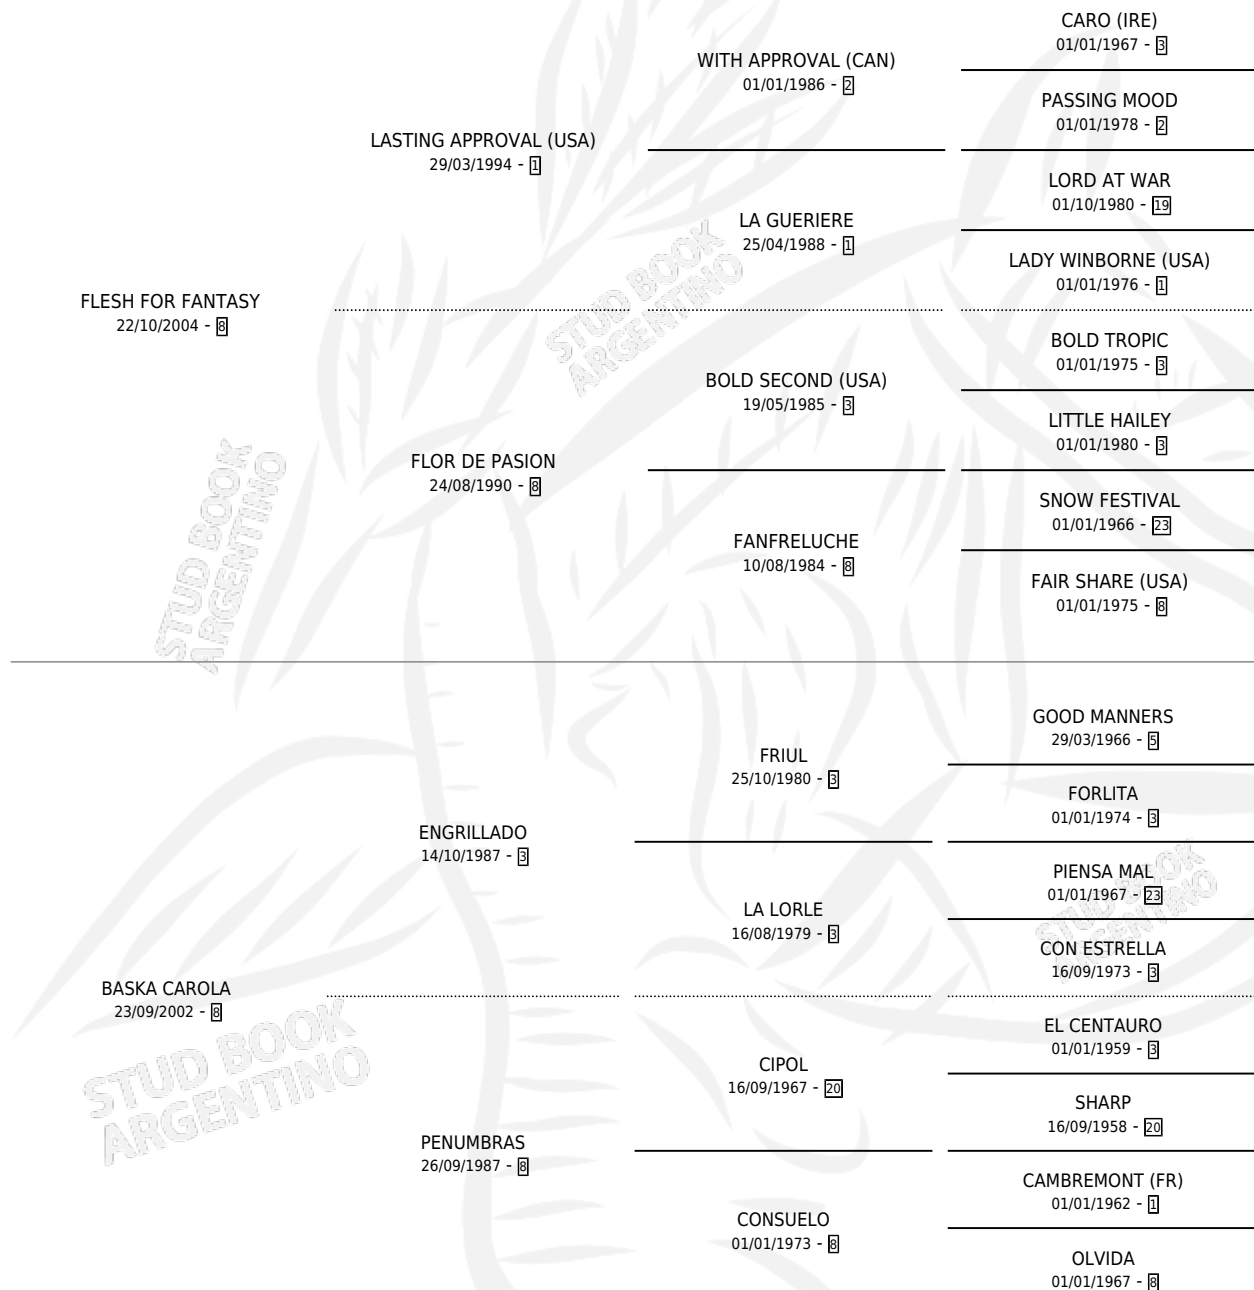 CARO (IRE)
01/01/1967 - 3
WITH APPROVAL (CAN)
01/01/1986 - 2
PASSING MOOD
01/01/1978 - 2
LASTING APPROVAL (USA)
29/03/1994 - 1
LORD AT WAR
01/10/1980 - 19
LA GUERIERE
25/04/1988 - 1
LADY WINBORNE (USA)
01/01/1976 - 1
FLESH FOR FANTASY
22/10/2004 - 8
BOLD TROPIC
01/01/1975 - 3
BOLD SECOND (USA)
19/05/1985 - 3
LITTLE HAILEY
01/01/1980 - 3
FLOR DE PASION
24/08/1990 - 8
SNOW FESTIVAL
01/01/1966 - 23
FANFRELUCHE
10/08/1984 - 8
FAIR SHARE (USA)
01/01/1975 - 8
GOOD MANNERS
29/03/1966 - 5
FRIUL
25/10/1980 - 3
FORLITA
01/01/1974 - 3
ENGRILLADO
14/10/1987 - 3
PIENSA MAL
01/01/1967 - 23
LA LORLE
16/08/1979 - 3
CON ESTRELLA
16/09/1973 - 3
BASKA CAROLA
23/09/2002 - 8
EL CENTAURO
01/01/1959 - 3
CIPOL
16/09/1967 - 20
SHARP
16/09/1958 - 20
PENUMBRAS
26/09/1987 - 8
CAMBREMONT (FR)
01/01/1962 - 1
CONSUELO
01/01/1973 - 8
OLVIDA
01/01/1967 - 8
STUD BOOK
ARGENTINO
STUD BOOK
ARGENTINO
STUD BOOK
ARGENTINO
STUD BOOK
ARGENTINO